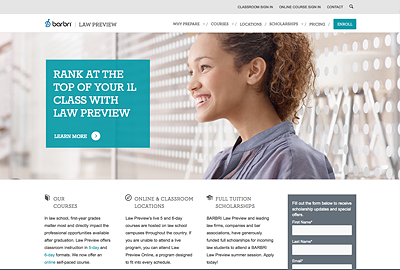 CLASSROOM SIGN IN ONLINE COURSE SIGN IN CONTACT
barbri LAW PREVIEW
WHY PREPARE COURSES LOCATIONS SCHOLARSHIPS PRICING ENROLL
RANK AT THE
TOP OF YOUR 1L
CLASS WITH
LAW PREVIEW
LEARN MORE
OUR
COURSES
In law school, first-year grades
matter most and directly impact the
professional opportunities available
after graduation. Law Preview offers
classroom instruction in 5-day and
6-day formats. We now offer an
online self-paced course.
ONLINE & CLASSROOM
LOCATIONS
Law Preview's live 5 and 6-day
courses are hosted on law school
campuses throughout the country. If
you are unable to attend a live
program, you can attend Law
Preview Online, a program designed
to fit into every schedule.
FULL TUITION
SCHOLARSHIPS
BARBRI Law Preview and leading
law firms, companies and bar
associations, have generously
funded full scholarships for incoming
law students to attend a BARBRI
Law Preview summer session. Apply
today!
Fill out the form below to receive
scholarship updates and special
offers.
First Name*
Last Name*
Email*